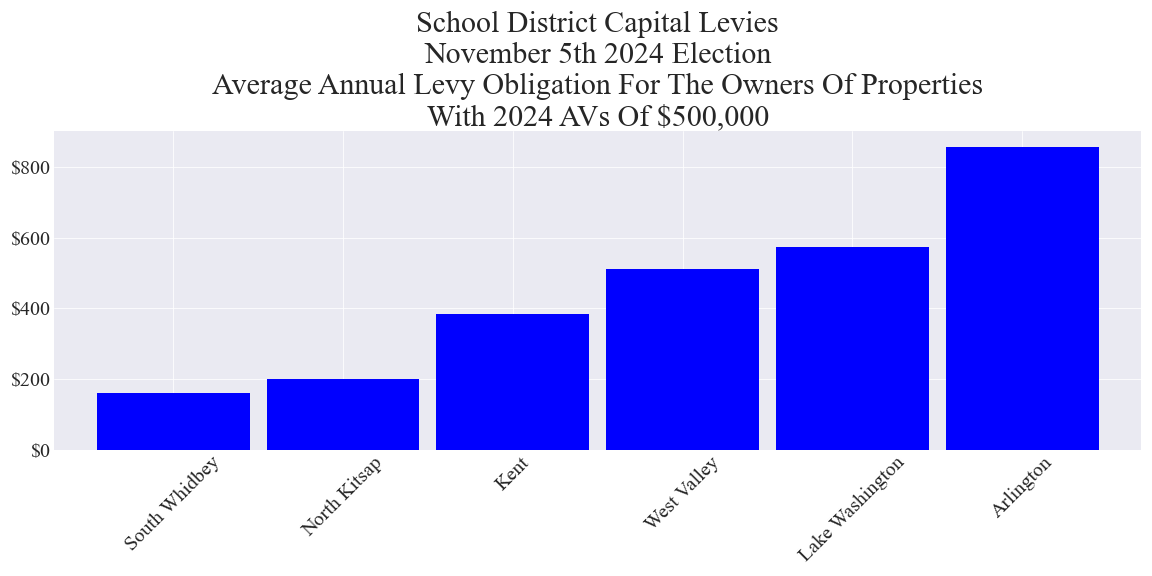 School District Capital Levies
November 5th 2024 Election
Average Annual Levy Obligation For The Owners Of Properties
With 2024 AVs Of $500,000
$800
$600
$400
$200
$0
South Whidbey
North Kitsap
Kent
West Valley
Lake Washington
Arlington